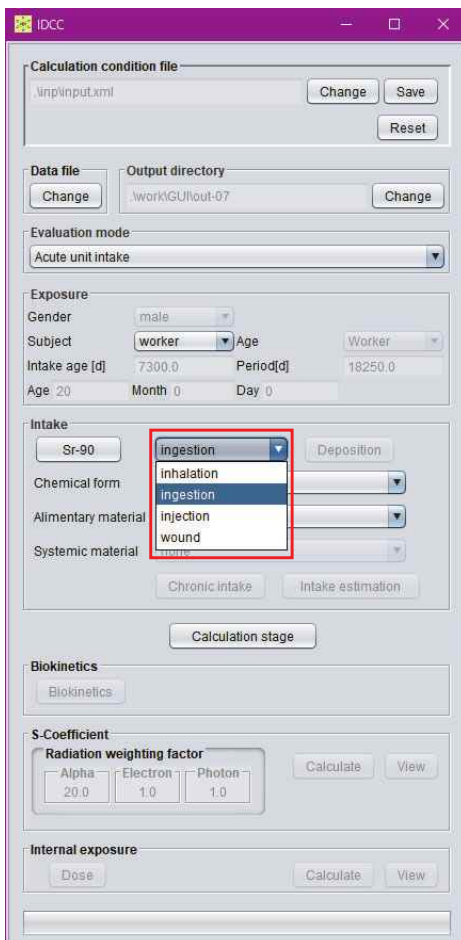 IDCC
Calculation condition file
.\inp\input.xml Change Save
Reset
Data file Output directory
Change .\work\GUI\out-07 Change
Evaluation mode
Acute unit intake
Exposure
Gender male
Subject worker Age Worker
Intake age [d] 7300.0 Period[d] 18250.0
Age 20 Month 0 Day 0
Intake
Sr-90 ingestion Deposition
inhalation
Chemical form
ingestion
Alimentary material injection
wound
Systemic material none
Chronic intake Intake estimation
Calculation stage
Biokinetics
Biokinetics
S-Coefficient
Radiation weighting factor
Alpha Electron Photon Calculate View
20.0 1.0 1.0
Internal exposure
Dose Calculate View